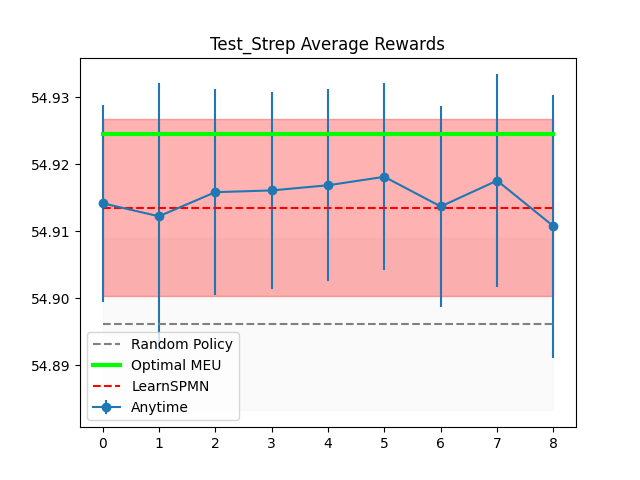 Test_Strep Average Rewards
54.93
54.92
54.91
54.90
54.89
Random Policy
Optimal MEU
LearnSPMN
Anytime
0 1 2 3 4 5 6 7 8